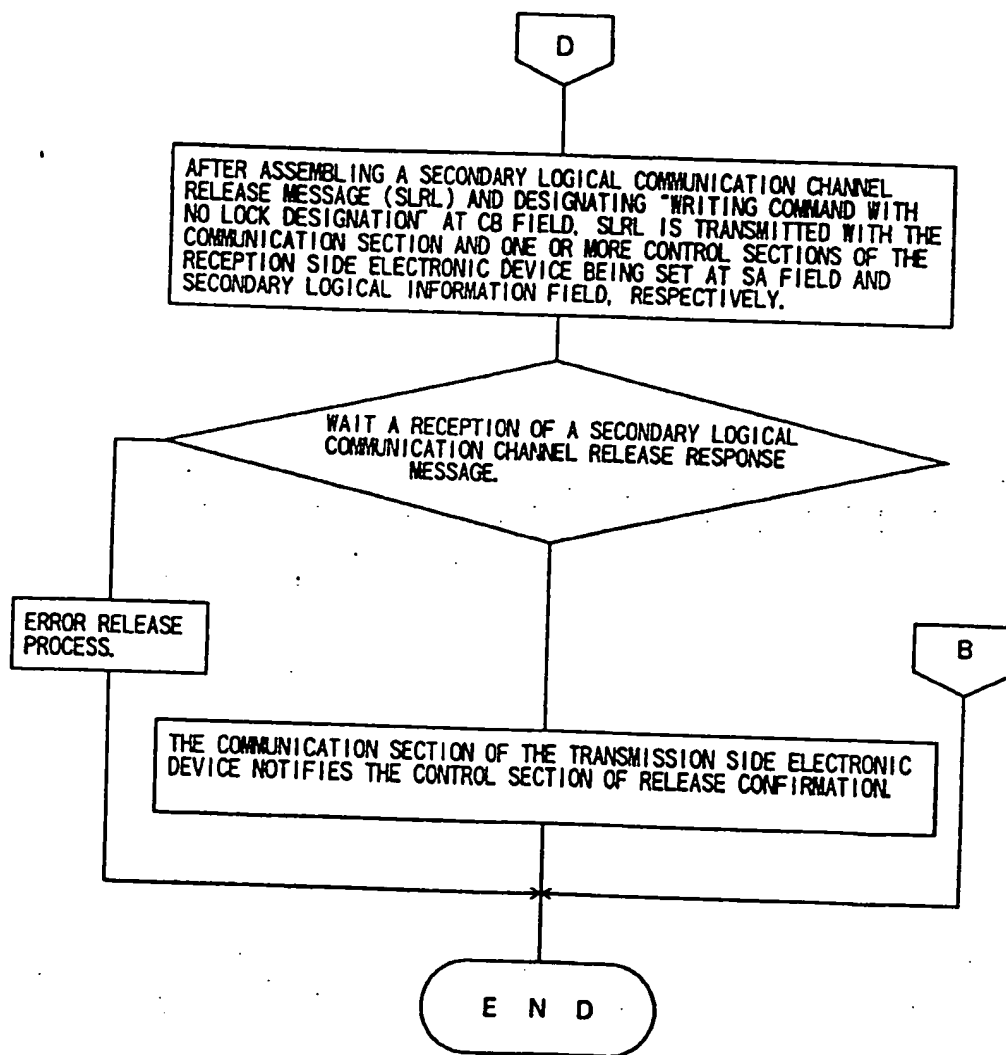 D
AFTER ASSEMBLING A SECONDARY LOGICAL COMMUNICATION CHANNEL
RELEASE MESSAGE (SLRL) AND DESIGNATING "WRITING COMMAND WITH
NO LOCK DESIGNATION" AT CB FIELD, SLRL IS TRANSMITTED WITH THE
COMMUNICATION SECTION AND ONE OR MORE CONTROL SECTIONS OF THE
RECEPTION SIDE ELECTRONIC DEVICE BEING SET AT SA FIELD AND
SECONDARY LOGICAL INFORMATION FIELD, RESPECTIVELY.
WAIT A RECEPTION OF A SECONDARY LOGICAL
COMMUNICATION CHANNEL RELEASE RESPONSE
MESSAGE.
ERROR RELEASE
PROCESS.
B
THE COMMUNICATION SECTION OF THE TRANSMISSION SIDE ELECTRONIC
DEVICE NOTIFIES THE CONTROL SECTION OF RELEASE CONFIRMATION.
E N D